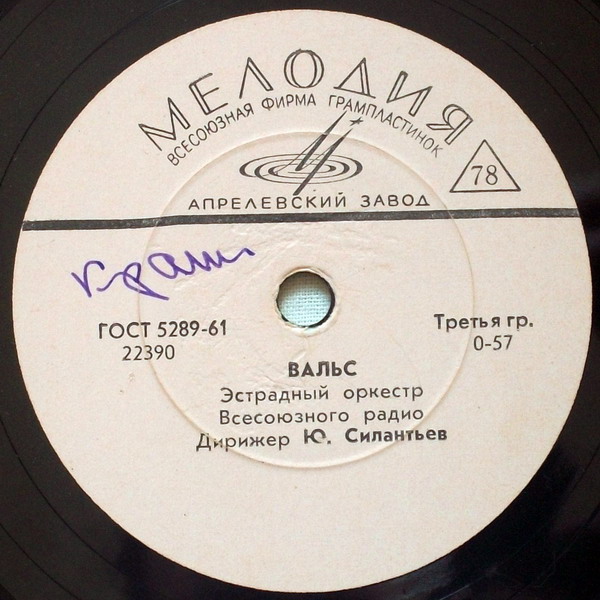 МЕЛОДИЯ
ВСЕСОЮЗНАЯ ФИРМА ГРАМПЛАСТИНОК
78
АПРЕЛЕВСКИЙ ЗАВОД
ГОСТ 5289-61
22390
Третья гр.
0-57
ВАЛЬС
Эстрадный оркестр
Всесоюзного радио
Дирижер Ю. Силантьев